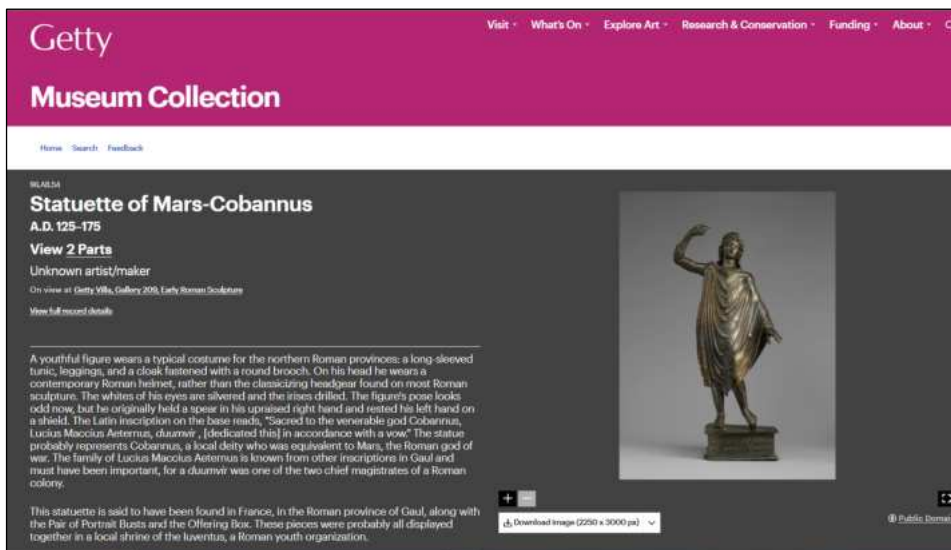 Getty
Visit What's On Explore Art Research & Conservation Funding About
Museum Collection
Home Search Feedback
96.AB.54
Statuette of Mars-Cobannus
A.D. 125–175
View 2 Parts
Unknown artist/maker
On view at Getty Villa, Gallery 209, Early Roman Sculpture
View full record details
A youthful figure wears a typical costume for the northern Roman provinces: a long-sleeved
tunic, leggings, and a cloak fastened with a round brooch. On his head he wears a
contemporary Roman helmet, rather than the classicizing headgear found on most Roman
sculpture. The whites of his eyes are silvered and the irises drilled. The figure's pose looks
odd now, but he originally held a spear in his upraised right hand and rested his left hand on
a shield. The Latin inscription on the base reads, "Sacred to the venerable god Cobannus,
Lucius Maccius Aeternus, duumvir , [dedicated this] in accordance with a vow." The statue
probably represents Cobannus, a local deity who was equivalent to Mars, the Roman god of
war. The family of Lucius Maccius Aeternus is known from other inscriptions in Gaul and
must have been important, for a duumvir was one of the two chief magistrates of a Roman
colony.
This statuette is said to have been found in France, in the Roman province of Gaul, along with
the Pair of Portrait Busts and the Offering Box. These pieces were probably all displayed
together in a local shrine of the Iuventus, a Roman youth organization.
Download Image (2250 x 3000 px)
Public Domai